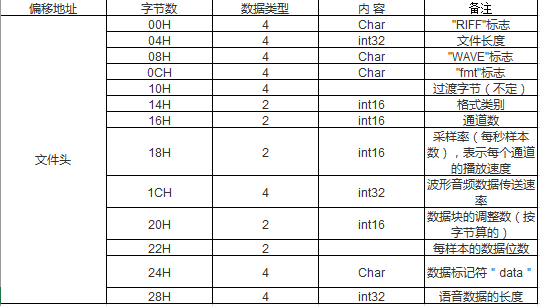 偏移地址 字节数 数据类型 内 容 备注
文件头
00H 4 Char "RIFF"标志
04H 4 int32 文件长度
08H 4 Char "WAVE"标志
0CH 4 Char "fmt"标志
10H 4 过渡字节（不定）
14H 2 int16 格式类别
16H 2 int16 通道数
18H 2 int16 采样率（每秒样本
数），表示每个通道
的播放速度
1CH 4 int32 波形音频数据传送速
率
20H 2 int16 数据块的调整数（按
字节算的）
22H 2 每样本的数据位数
24H 4 Char 数据标记符＂data＂
28H 4 int32 语音数据的长度